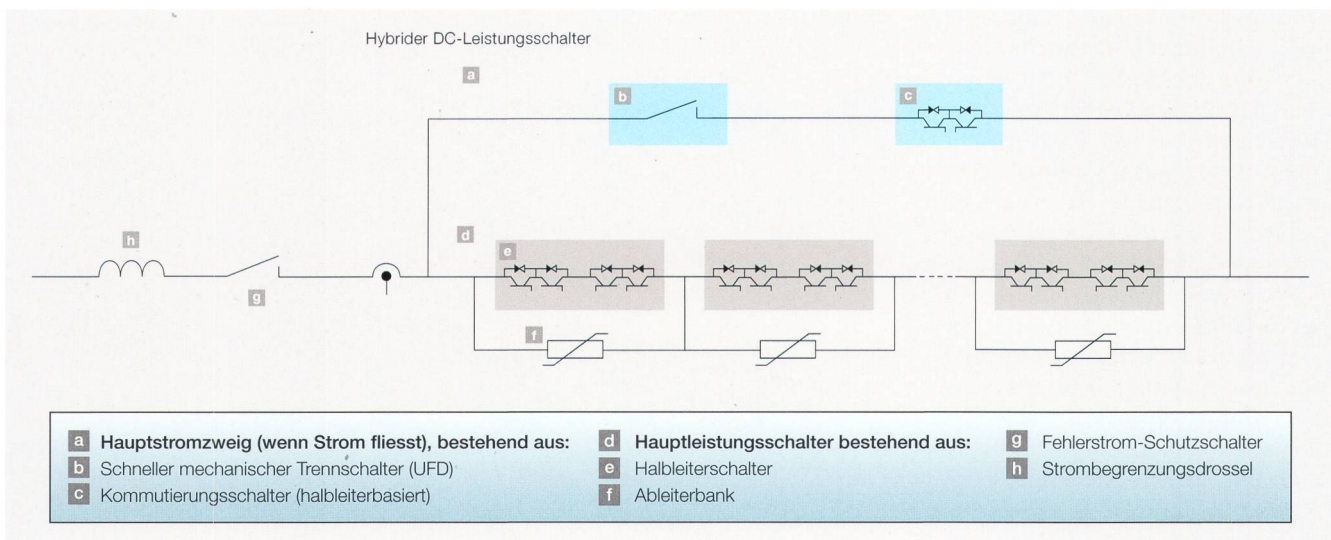 Hybrider DC-Leistungsschalter
a
b
c
h
d
e
g
f
a Hauptstromzweig (wenn Strom fliesst), bestehend aus:
b Schneller mechanischer Trennschalter (UFD)
c Kommutierungsschalter (halbleiterbasiert)
d Hauptleistungsschalter bestehend aus:
e Halbleiterschalter
f Ableiterbank
g Fehlerstrom-Schutzschalter
h Strombegrenzungsdrossel